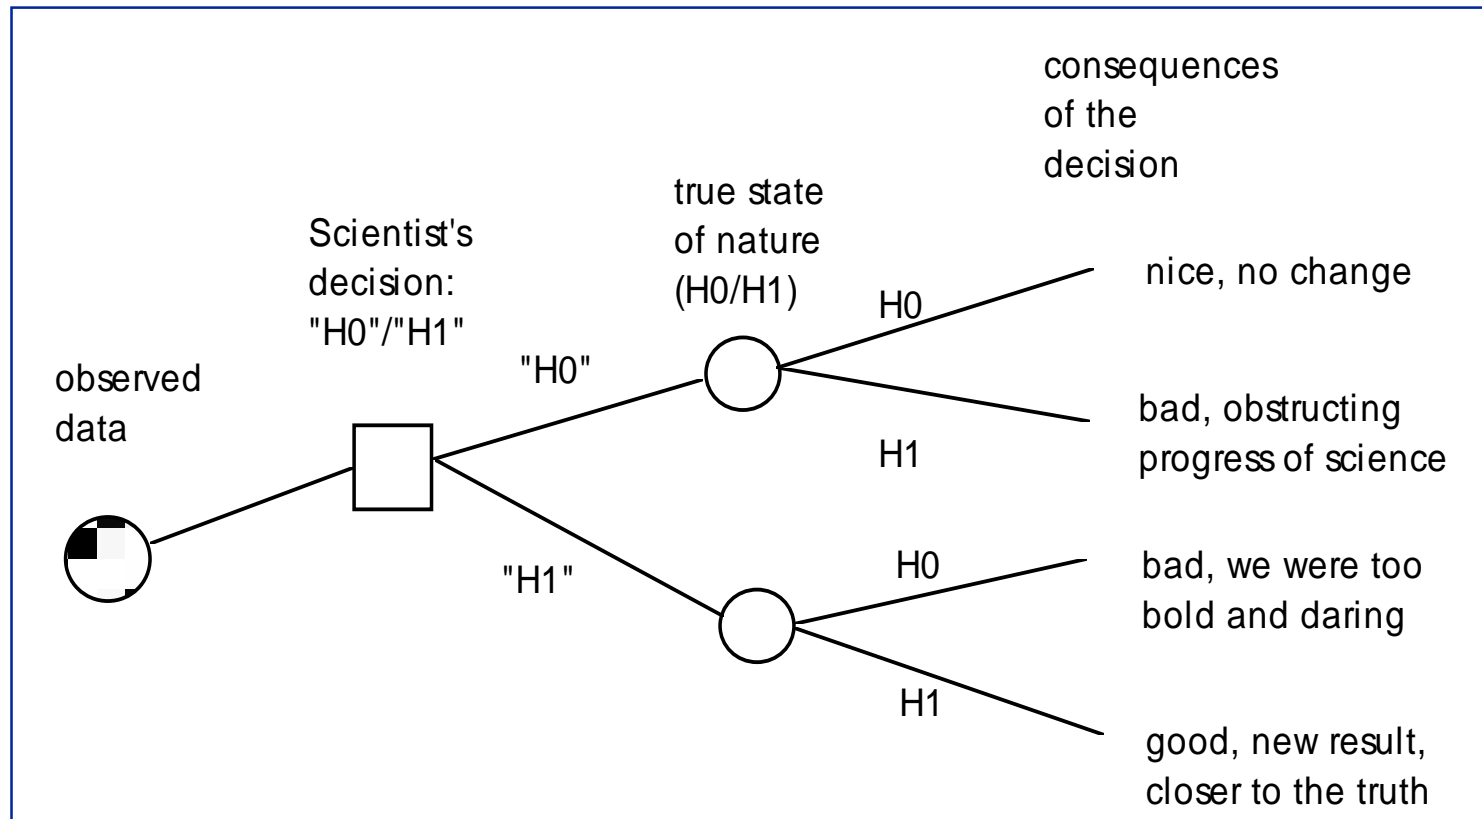 consequences
of the
decision
true state
of nature
(H0/H1)
Scientist's
decision:
"H0"/"H1"
observed
data
"H0"
"H1"
H0
nice, no change
H1
bad, obstructing
progress of science
H0
bad, we were too
bold and daring
H1
good, new result,
closer to the truth